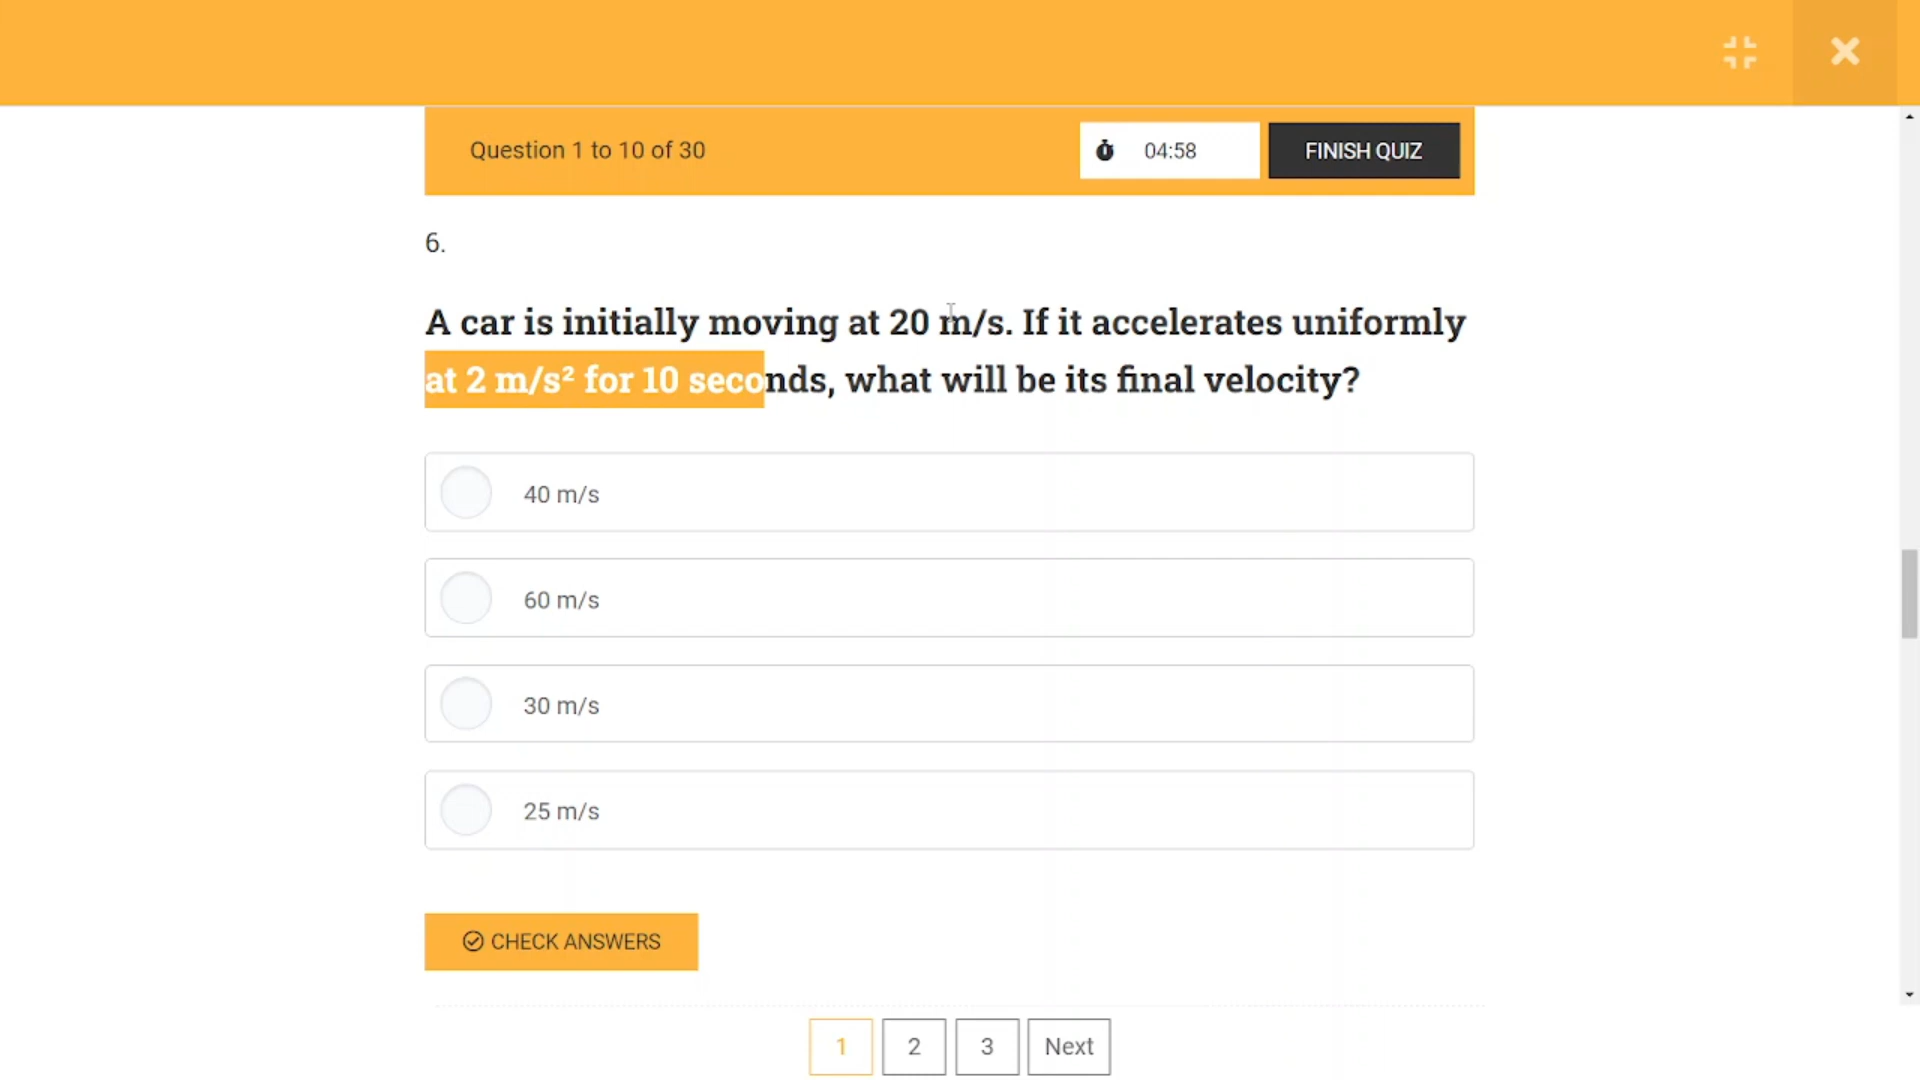 Question 1 to 10 of 30
04:58
FINISH QUIZ
6.
A car is initially moving at 20 m/s. If it accelerates uniformly
at 2 m/s² for 10 seconds, what will be its final velocity?
40 m/s
60 m/s
30 m/s
25 m/s
CHECK ANSWERS
1
2
3
Next